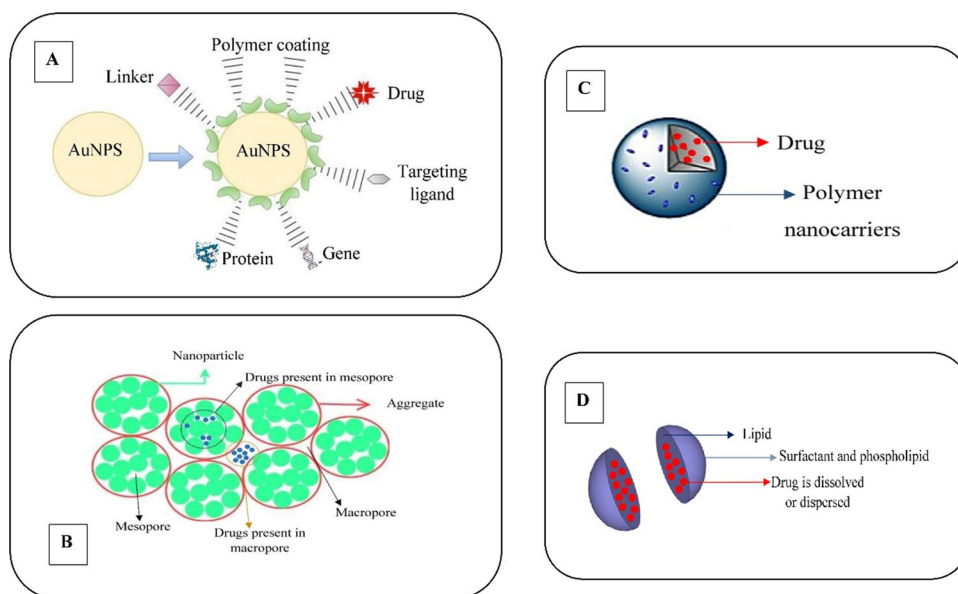 A
Polymer coating
Linker
Drug
AuNPS
AuNPS
Targeting
ligand
Protein
Gene
C
Drug
Polymer
nanocarriers
Nanoparticle
Drugs present in mesopore
Aggregate
Mesopore
Macropore
Drugs present in
macropore
B
D
Lipid
Surfactant and phospholipid
Drug is dissolved
or dispersed